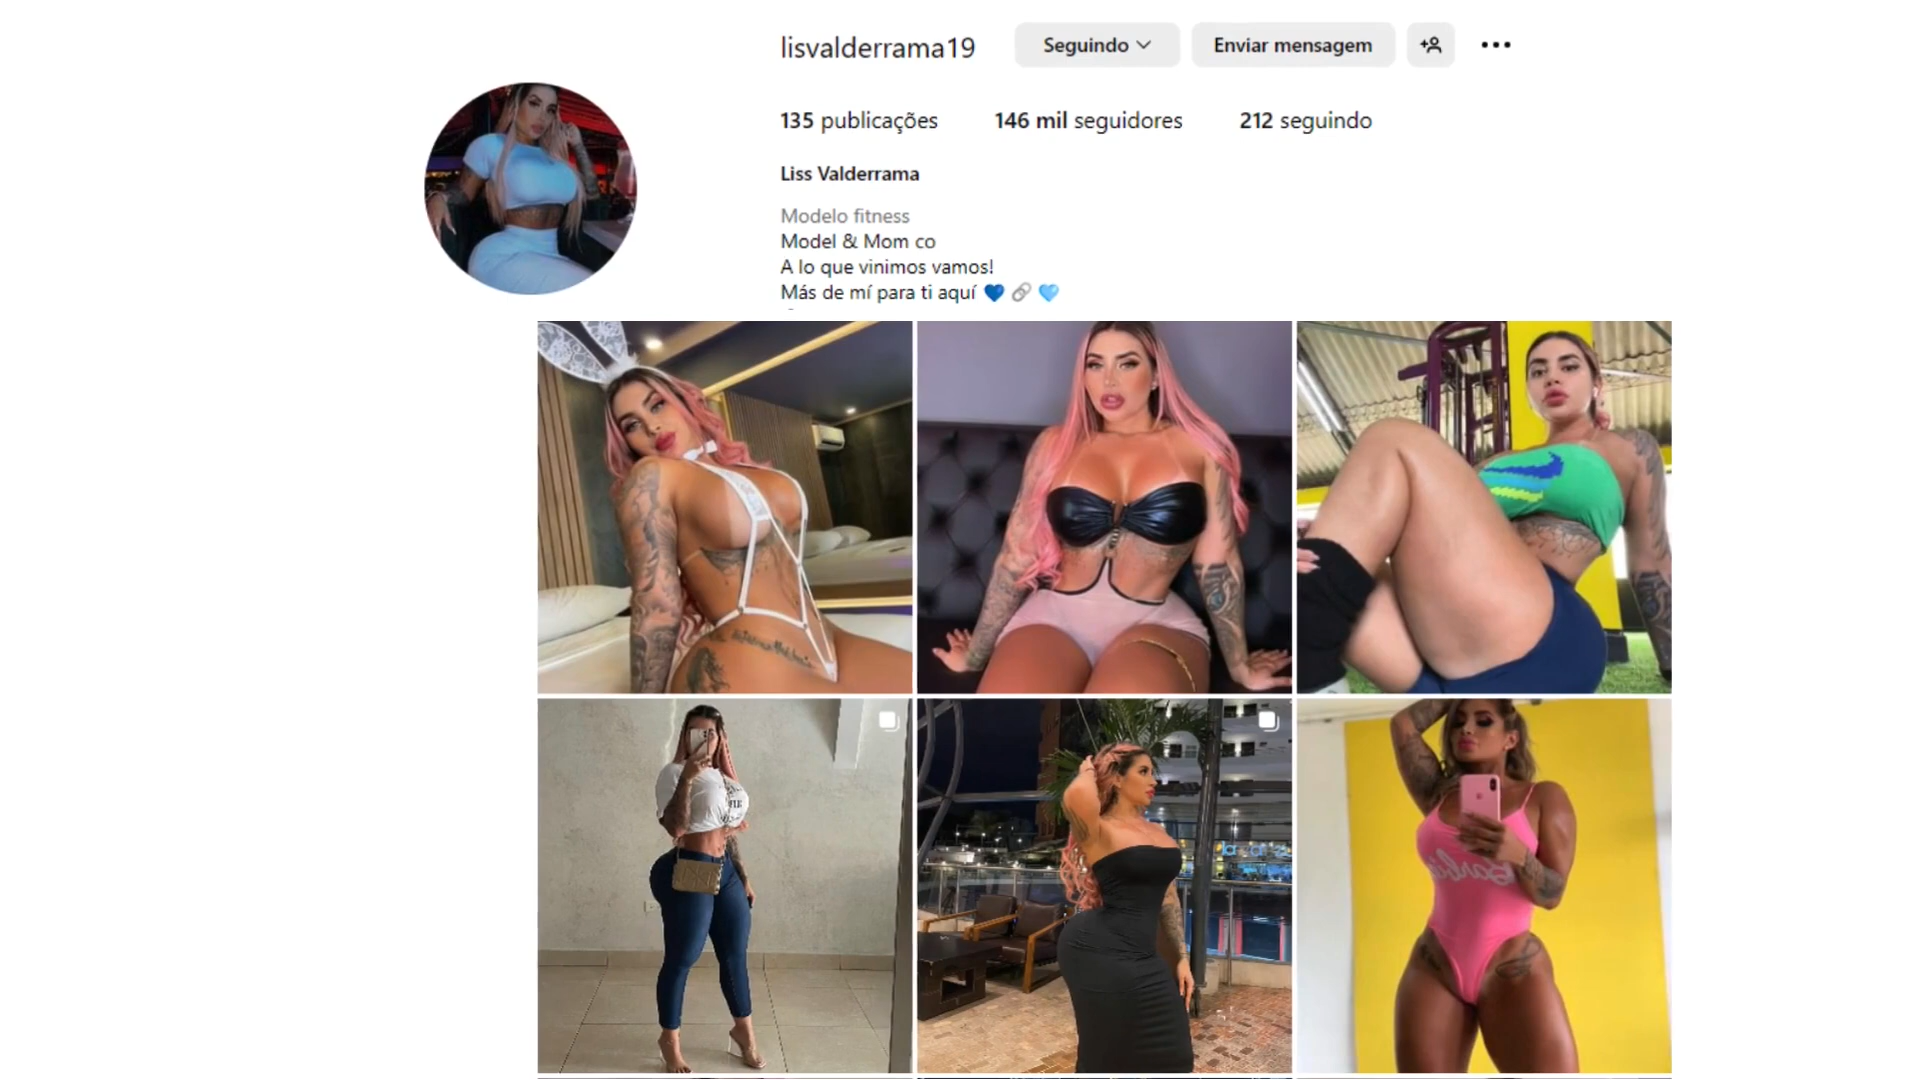 lisvalderrama19 Seguindo Enviar mensagem
135 publicações 146 mil seguidores 212 seguindo
Liss Valderrama
Modelo fitness
Model & Mom co
A lo que vinimos vamos!
Más de mí para ti aquí 💙 🔗 🩵
Barbie